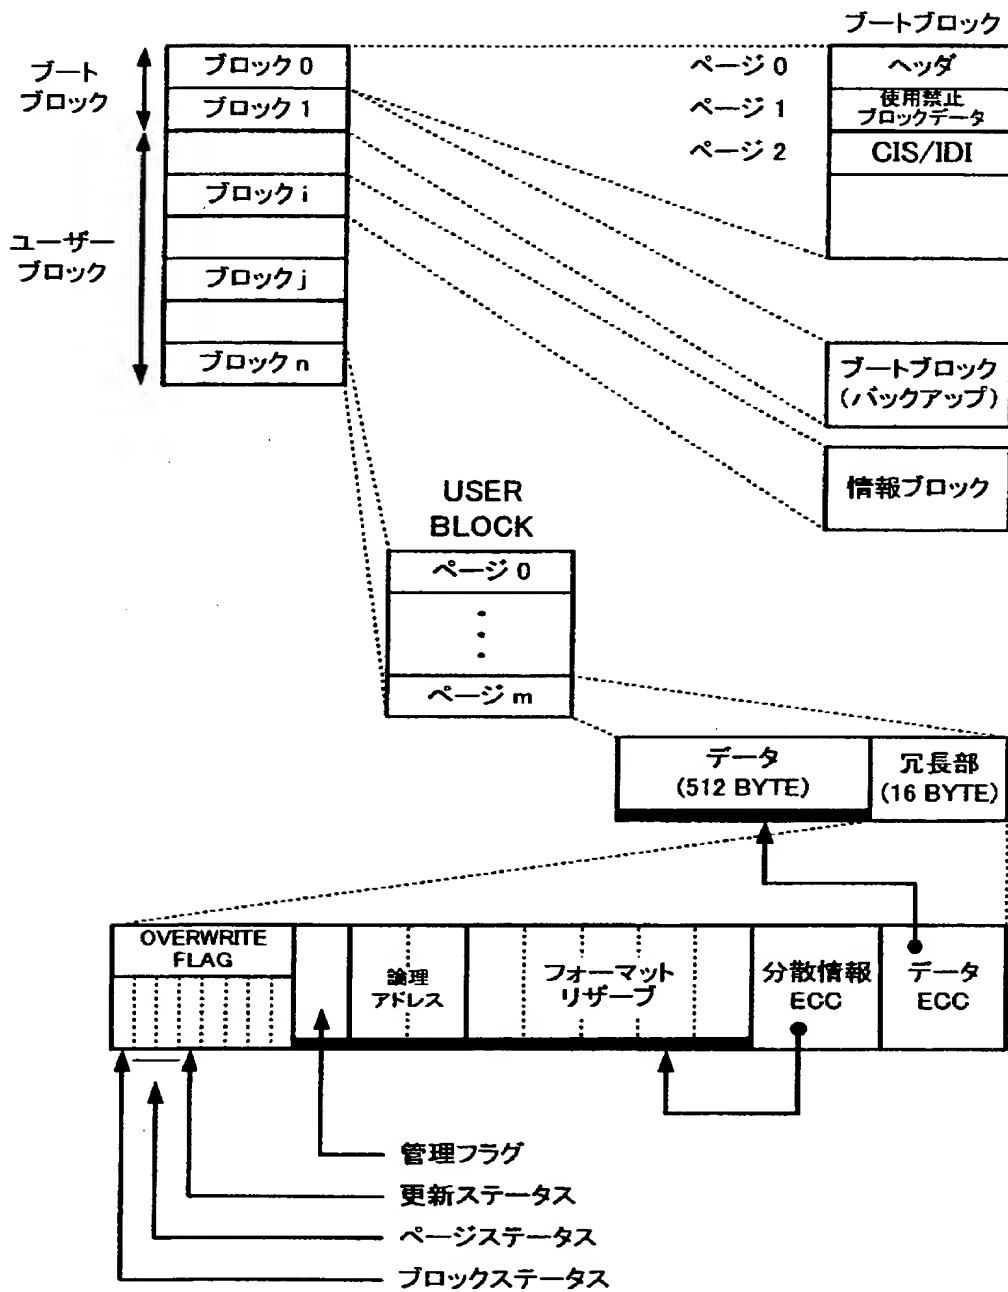 ブートブロック
ブート
ブロック
ブロック 0
ブロック 1
ブロック i
ブロック j
ブロック n
ユーザー
ブロック
ページ 0
ページ 1
ページ 2
ヘッダ
使用禁止
ブロックデータ
CIS/IDI
ブートブロック
(バックアップ)
情報ブロック
USER
BLOCK
ページ 0
ページ m
データ
(512 BYTE)
冗長部
(16 BYTE)
OVERWRITE
FLAG
論理
アドレス
フォーマット
リザーブ
分散情報
ECC
データ
ECC
管理フラグ
更新ステータス
ページステータス
ブロックステータス